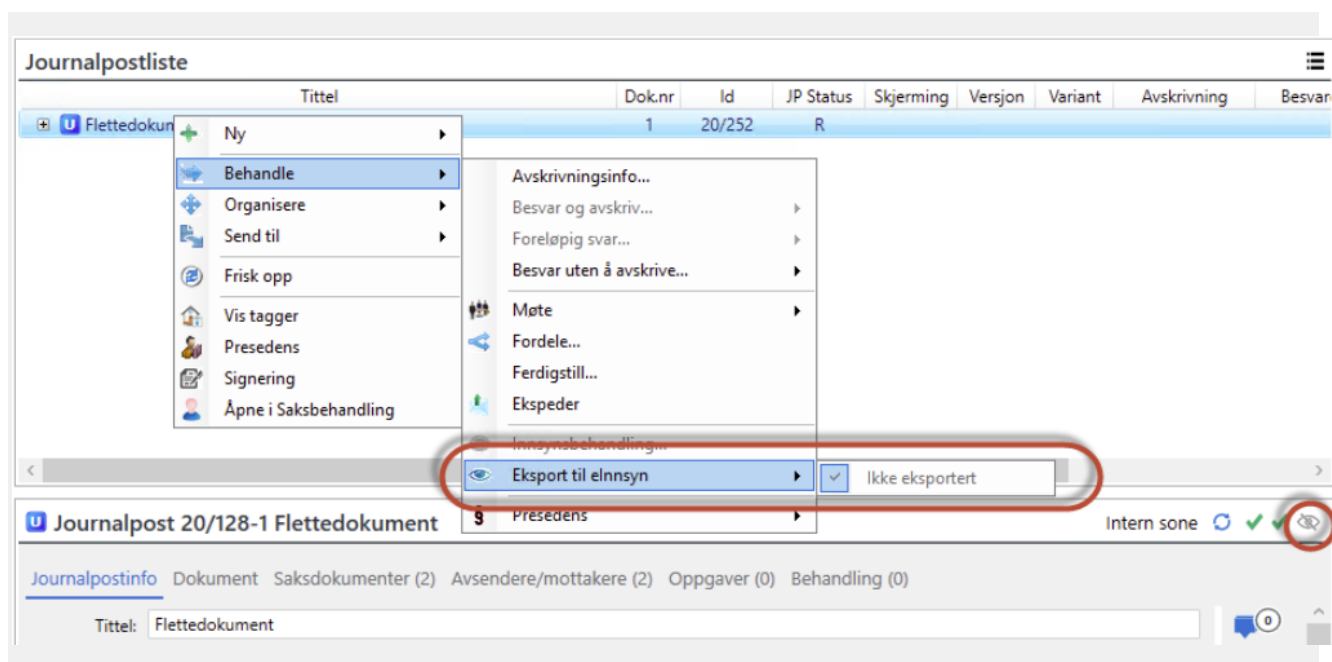 Journalpostliste
Tittel Dok.nr Id JP Status Skjerming Versjon Variant Avskrivning Besvar
U Flettedokun 1 20/252 R
Ny
Behandle
Organisere
Send til
Frisk opp
Vis tagger
Presedens
Signering
Åpne i Saksbehandling
Avskrivningsinfo...
Besvar og avskriv...
Foreløpig svar...
Besvar uten å avskrive...
Møte
Fordele...
Ferdigstill...
Ekspeder
Innsynsbehandling...
Eksport til eInnsyn
§ Presedens
Ikke eksportert
U Journalpost 20/128-1 Flettedokument Intern sone
Journalpostinfo Dokument Saksdokumenter (2) Avsendere/mottakere (2) Oppgaver (0) Behandling (0)
Tittel: Flettedokument 0